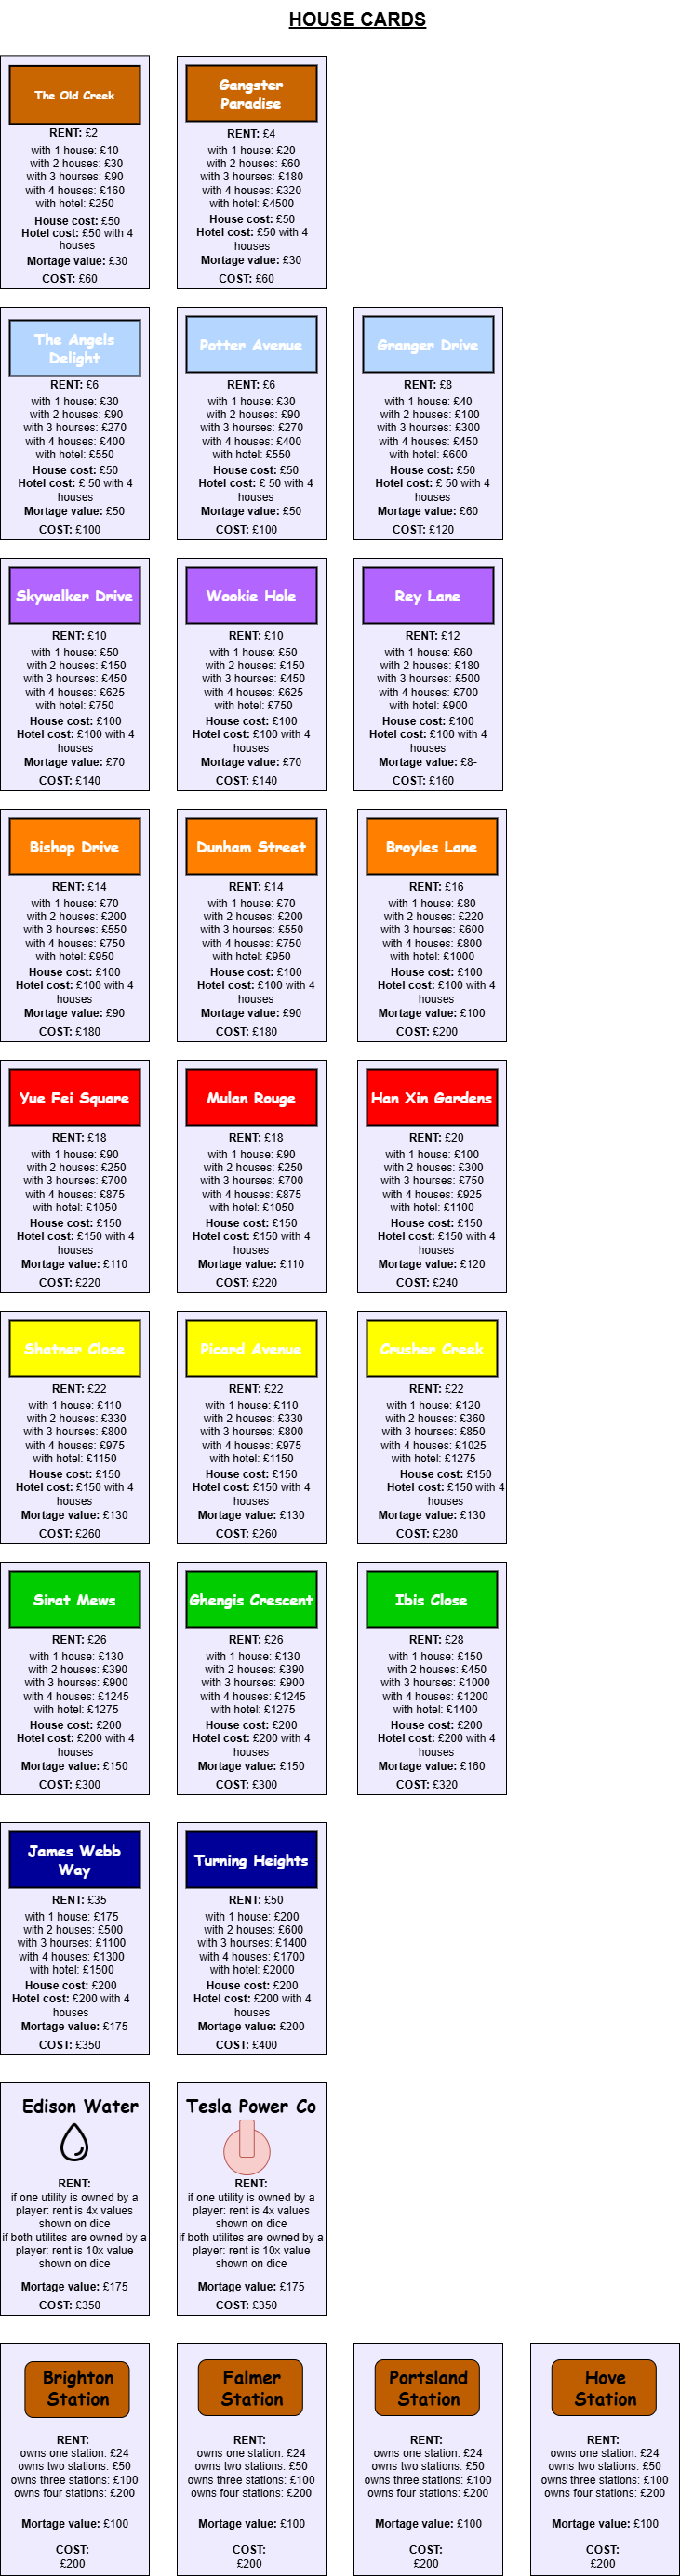 HOUSE CARDS
The Old Creek
RENT: £2
with 1 house: £10
with 2 houses: £30
with 3 hourses: £90
with 4 houses: £160
with hotel: £250
House cost: £50
Hotel cost: £50 with 4
houses
Mortage value: £30
COST: £60
Gangster
Paradise
RENT: £4
with 1 house: £20
with 2 houses: £60
with 3 hourses: £180
with 4 houses: £320
with hotel: £4500
House cost: £50
Hotel cost: £50 with 4
houses
Mortage value: £30
COST: £60
The Angels
Delight
RENT: £6
with 1 house: £30
with 2 houses: £90
with 3 hourses: £270
with 4 houses: £400
with hotel: £550
House cost: £50
Hotel cost: £ 50 with 4
houses
Mortage value: £50
COST: £100
Potter Avenue
RENT: £6
with 1 house: £30
with 2 houses: £90
with 3 hourses: £270
with 4 houses: £400
with hotel: £550
House cost: £50
Hotel cost: £ 50 with 4
houses
Mortage value: £50
COST: £100
Granger Drive
RENT: £8
with 1 house: £40
with 2 houses: £100
with 3 hourses: £300
with 4 houses: £450
with hotel: £600
House cost: £50
Hotel cost: £ 50 with 4
houses
Mortage value: £60
COST: £120
Skywalker Drive
RENT: £10
with 1 house: £50
with 2 houses: £150
with 3 hourses: £450
with 4 houses: £625
with hotel: £750
House cost: £100
Hotel cost: £100 with 4
houses
Mortage value: £70
COST: £140
Wookie Hole
RENT: £10
with 1 house: £50
with 2 houses: £150
with 3 hourses: £450
with 4 houses: £625
with hotel: £750
House cost: £100
Hotel cost: £100 with 4
houses
Mortage value: £70
COST: £140
Rey Lane
RENT: £12
with 1 house: £60
with 2 houses: £180
with 3 hourses: £500
with 4 houses: £700
with hotel: £900
House cost: £100
Hotel cost: £100 with 4
houses
Mortage value: £8-
COST: £160
Bishop Drive
RENT: £14
with 1 house: £70
with 2 houses: £200
with 3 hourses: £550
with 4 houses: £750
with hotel: £950
House cost: £100
Hotel cost: £100 with 4
houses
Mortage value: £90
COST: £180
Dunham Street
RENT: £14
with 1 house: £70
with 2 houses: £200
with 3 hourses: £550
with 4 houses: £750
with hotel: £950
House cost: £100
Hotel cost: £100 with 4
houses
Mortage value: £90
COST: £180
Broyles Lane
RENT: £16
with 1 house: £80
with 2 houses: £220
with 3 hourses: £600
with 4 houses: £800
with hotel: £1000
House cost: £100
Hotel cost: £100 with 4
houses
Mortage value: £100
COST: £200
Yue Fei Square
RENT: £18
with 1 house: £90
with 2 houses: £250
with 3 hourses: £700
with 4 houses: £875
with hotel: £1050
House cost: £150
Hotel cost: £150 with 4
houses
Mortage value: £110
COST: £220
Mulan Rouge
RENT: £18
with 1 house: £90
with 2 houses: £250
with 3 hourses: £700
with 4 houses: £875
with hotel: £1050
House cost: £150
Hotel cost: £150 with 4
houses
Mortage value: £110
COST: £220
Han Xin Gardens
RENT: £20
with 1 house: £100
with 2 houses: £300
with 3 hourses: £750
with 4 houses: £925
with hotel: £1100
House cost: £150
Hotel cost: £150 with 4
houses
Mortage value: £120
COST: £240
Shatner Close
RENT: £22
with 1 house: £110
with 2 houses: £330
with 3 hourses: £800
with 4 houses: £975
with hotel: £1150
House cost: £150
Hotel cost: £150 with 4
houses
Mortage value: £130
COST: £260
Picard Avenue
RENT: £22
with 1 house: £110
with 2 houses: £330
with 3 hourses: £800
with 4 houses: £975
with hotel: £1150
House cost: £150
Hotel cost: £150 with 4
houses
Mortage value: £130
COST: £260
Crusher Creek
RENT: £22
with 1 house: £120
with 2 houses: £360
with 3 hourses: £850
with 4 houses: £1025
with hotel: £1275
House cost: £150
Hotel cost: £150 with 4
houses
Mortage value: £130
COST: £280
Sirat Mews
RENT: £26
with 1 house: £130
with 2 houses: £390
with 3 hourses: £900
with 4 houses: £1245
with hotel: £1275
House cost: £200
Hotel cost: £200 with 4
houses
Mortage value: £150
COST: £300
Ghengis Crescent
RENT: £26
with 1 house: £130
with 2 houses: £390
with 3 hourses: £900
with 4 houses: £1245
with hotel: £1275
House cost: £200
Hotel cost: £200 with 4
houses
Mortage value: £150
COST: £300
Ibis Close
RENT: £28
with 1 house: £150
with 2 houses: £450
with 3 hourses: £1000
with 4 houses: £1200
with hotel: £1400
House cost: £200
Hotel cost: £200 with 4
houses
Mortage value: £160
COST: £320
James Webb
Way
RENT: £35
with 1 house: £175
with 2 houses: £500
with 3 hourses: £1100
with 4 houses: £1300
with hotel: £1500
House cost: £200
Hotel cost: £200 with 4
houses
Mortage value: £175
COST: £350
Turning Heights
RENT: £50
with 1 house: £200
with 2 houses: £600
with 3 hourses: £1400
with 4 houses: £1700
with hotel: £2000
House cost: £200
Hotel cost: £200 with 4
houses
Mortage value: £200
COST: £400
Edison Water
RENT:
if one utility is owned by a
player: rent is 4x values
shown on dice
if both utilites are owned by a
player: rent is 10x value
shown on dice
Mortage value: £175
COST: £350
Tesla Power Co
RENT:
if one utility is owned by a
player: rent is 4x values
shown on dice
if both utilites are owned by a
player: rent is 10x value
shown on dice
Mortage value: £175
COST: £350
Brighton
Station
RENT:
owns one station: £24
owns two stations: £50
owns three stations: £100
owns four stations: £200
Mortage value: £100
COST:
£200
Falmer
Station
RENT:
owns one station: £24
owns two stations: £50
owns three stations: £100
owns four stations: £200
Mortage value: £100
COST:
£200
Portsland
Station
RENT:
owns one station: £24
owns two stations: £50
owns three stations: £100
owns four stations: £200
Mortage value: £100
COST:
£200
Hove
Station
RENT:
owns one station: £24
owns two stations: £50
owns three stations: £100
owns four stations: £200
Mortage value: £100
COST:
£200